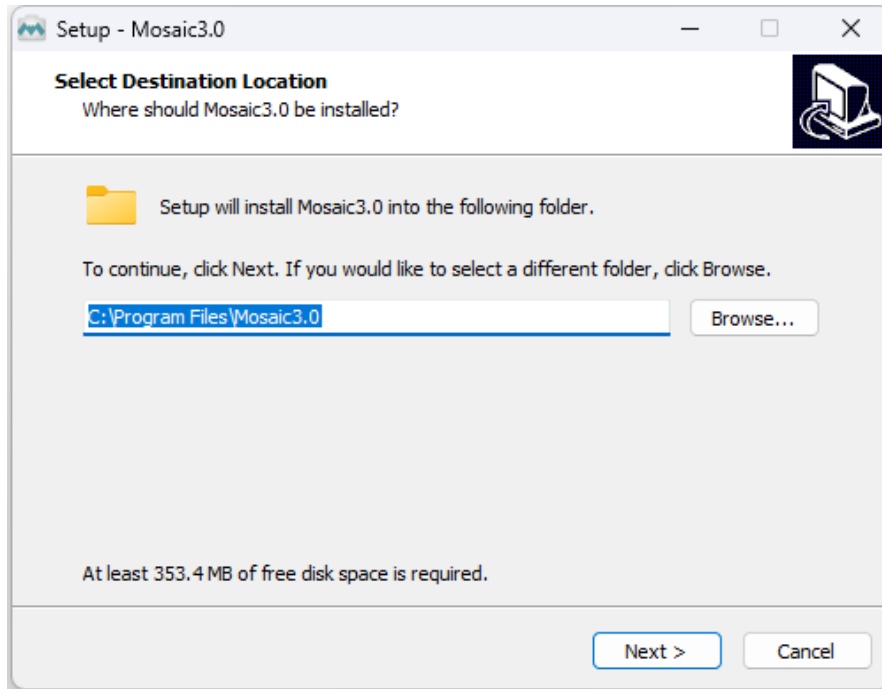 Setup - Mosaic3.0
Select Destination Location
Where should Mosaic3.0 be installed?
Setup will install Mosaic3.0 into the following folder.
To continue, click Next. If you would like to select a different folder, click Browse.
C:\Program Files\Mosaic3.0
Browse...
At least 353.4 MB of free disk space is required.
Next >
Cancel